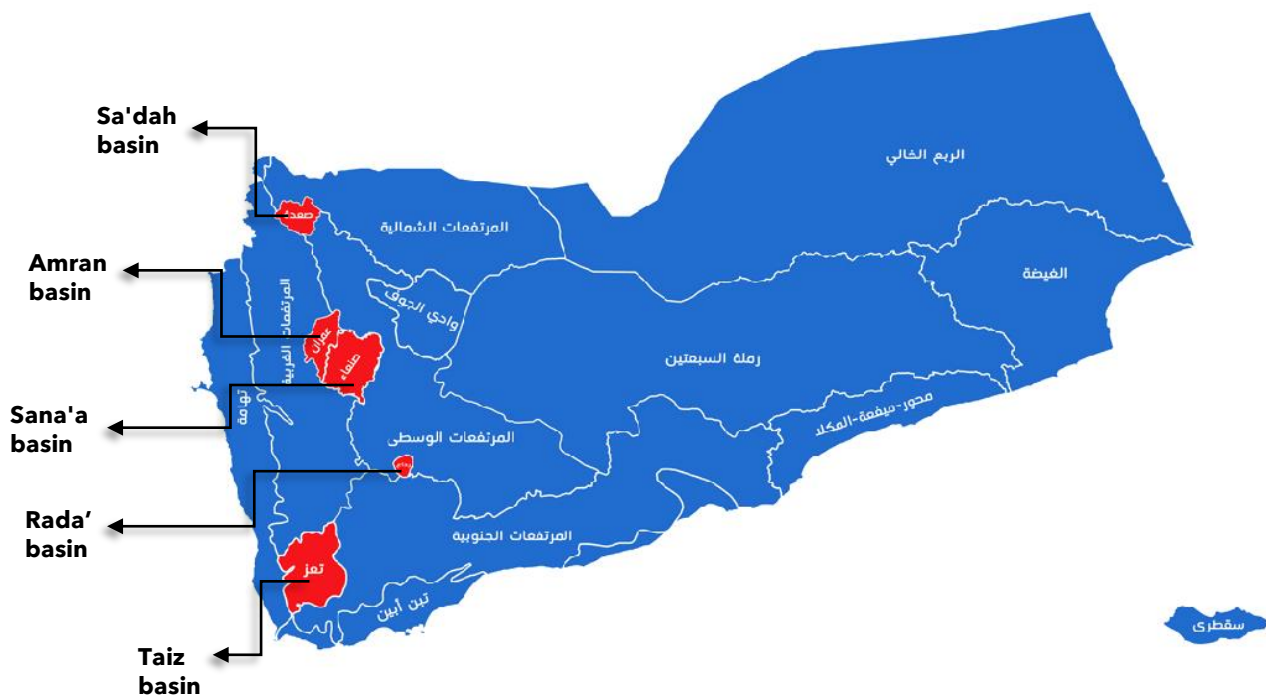 Sa'dah
basin
Amran
basin
Sana'a
basin
Rada’
basin
Taiz
basin
الربع الخالي
صعدة
المرتفعات الشمالية
الغيضة
وادي الجوف
المرتفعات الغربية
عمران
صنعاء
رملة السبعتين
تهامة
محور-ميفعة-المكلا
المرتفعات الوسطى
المرتفعات الجنوبية
تعز
تبن أبين
سقطرى